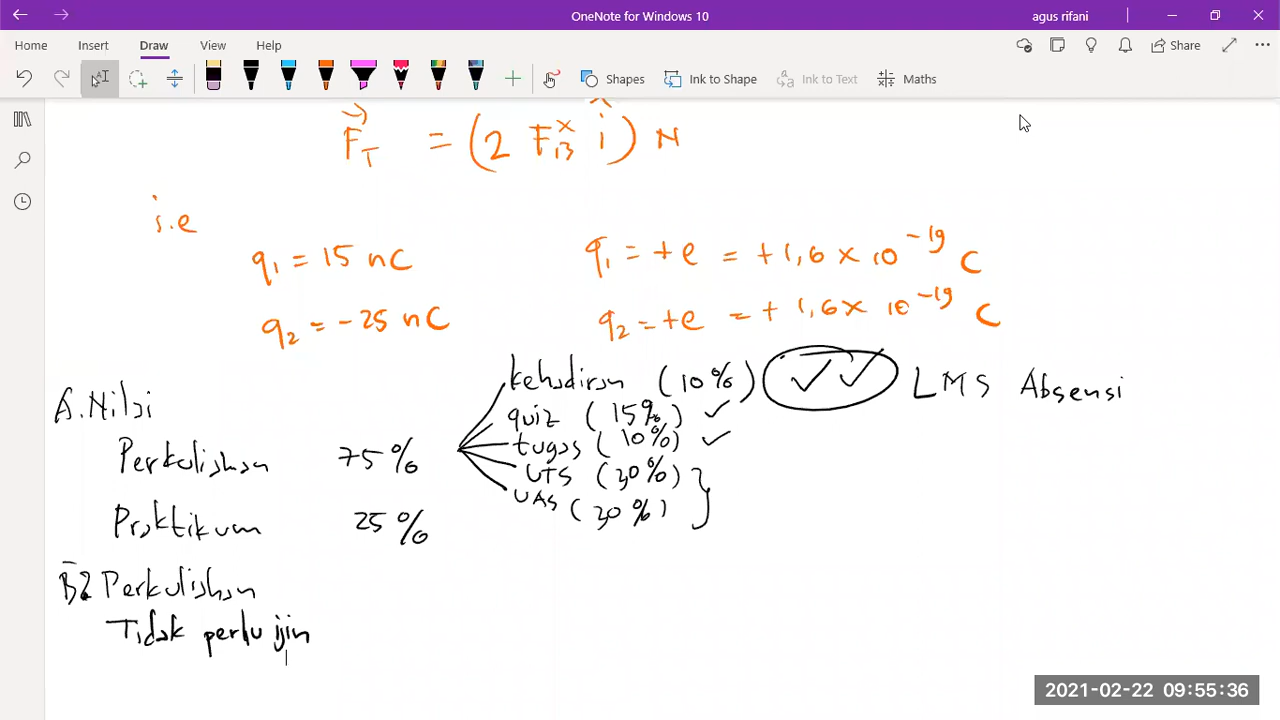 OneNote for Windows 10
agus rifani
Home Insert Draw View Help
Share
Shapes Ink to Shape Ink to Text Maths
F_T = (2 F_13^x i) N
i.e
q1 = 15 nC
q1 = +e = +1,6 x 10^-19 C
q2 = -25 nC
q2 = +e = +1,6 x 10^-19 C
kehadiran (10%) ✓✓ LMS Absensi
A. Nilai
quiz (15%) ✓
tugas (10%) ✓
Perkuliahan 75%
UTS (30%)
UAS (30%)
Praktikum 25%
B2 Perkuliahan
Tidak perlu ijin
2021-02-22 09:55:36